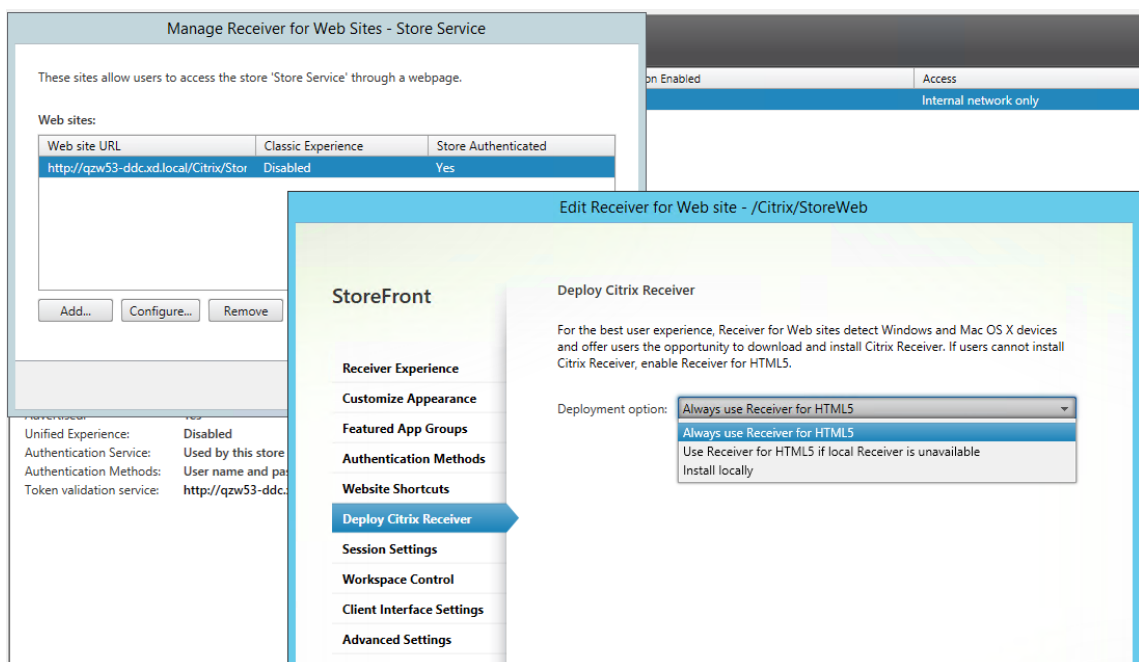 Manage Receiver for Web Sites - Store Service
These sites allow users to access the store 'Store Service' through a webpage.
Web sites:
Web site URL Classic Experience Store Authenticated
http://qzw53-ddc.xd.local/Citrix/Stor Disabled Yes
Add... Configure... Remove
on Enabled Access
Internal network only
Advertised: Yes
Unified Experience: Disabled
Authentication Service: Used by this store
Authentication Methods: User name and pas
Token validation service: http://qzw53-ddc.
Edit Receiver for Web site - /Citrix/StoreWeb
StoreFront
Receiver Experience
Customize Appearance
Featured App Groups
Authentication Methods
Website Shortcuts
Deploy Citrix Receiver
Session Settings
Workspace Control
Client Interface Settings
Advanced Settings
Deploy Citrix Receiver
For the best user experience, Receiver for Web sites detect Windows and Mac OS X devices
and offer users the opportunity to download and install Citrix Receiver. If users cannot install
Citrix Receiver, enable Receiver for HTML5.
Deployment option: Always use Receiver for HTML5
Always use Receiver for HTML5
Use Receiver for HTML5 if local Receiver is unavailable
Install locally